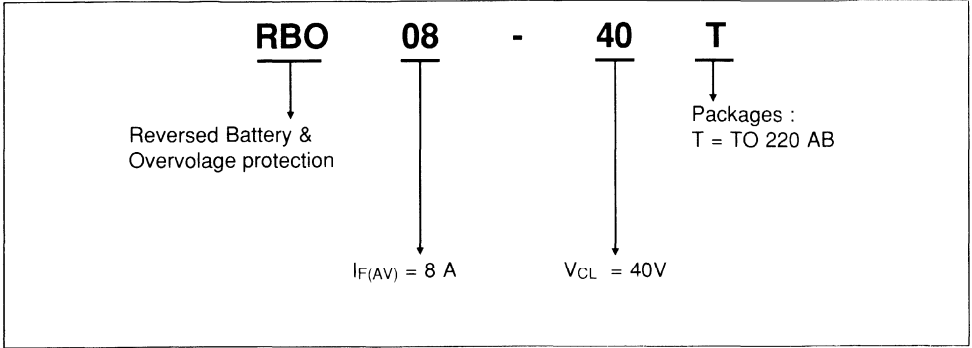 RBO 08 - 40 T
Packages :
T = TO 220 AB
Reversed Battery &
Overvolage protection
IF(AV) = 8 A
VCL = 40V